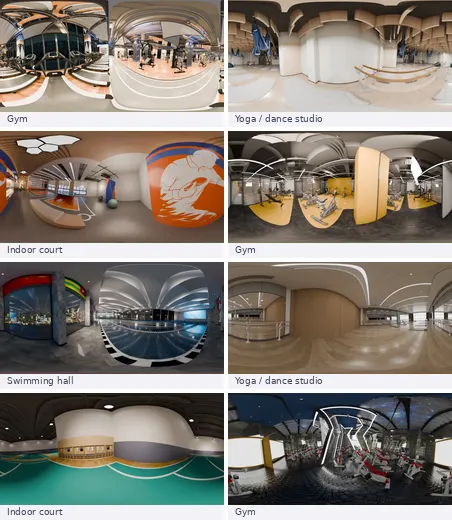 Gym
Yoga / dance studio
Indoor court
Gym
Swimming hall
Yoga / dance studio
Indoor court
Gym